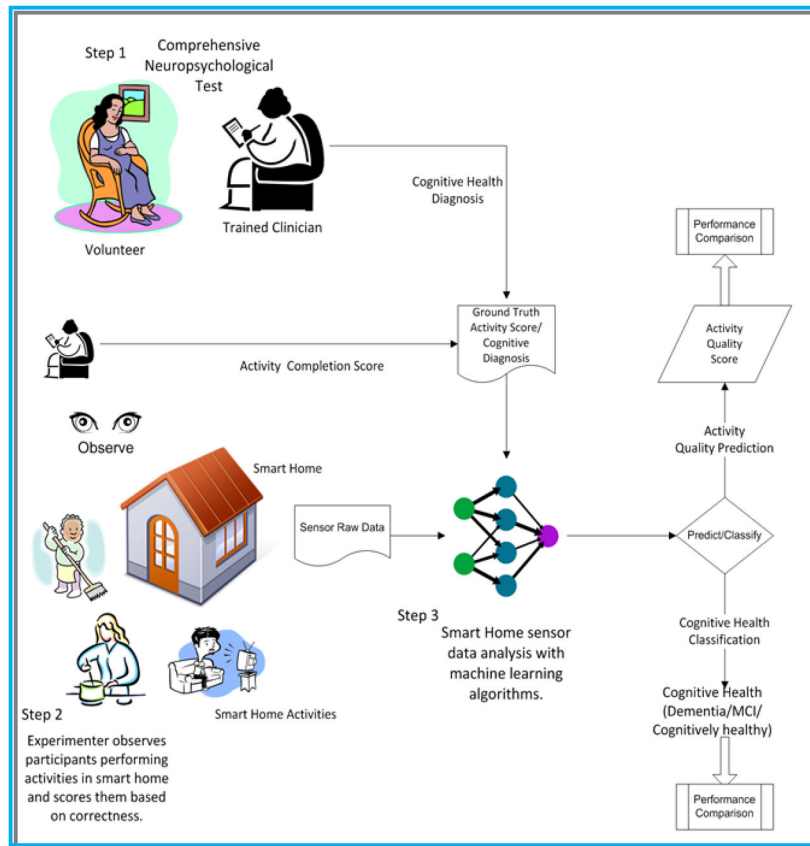 Step 1
Comprehensive
Neuropsychological
Test
Volunteer
Trained Clinician
Cognitive Health
Diagnosis
Performance
Comparison
Ground Truth
Activity Score/
Cognitive
Diagnosis
Activity
Quality
Score
Activity Completion Score
Observe
Activity
Quality Prediction
Smart Home
Sensor Raw Data
Predict/Classify
Step 3
Smart Home sensor
data analysis with
machine learning
algorithms.
Cognitive Health
Classification
Cognitive Health
(Dementia/MCI/
Cognitively healthy)
Step 2
Smart Home Activities
Experimenter observes
participants performing
activities in smart home
and scores them based
on correctness.
Performance
Comparison